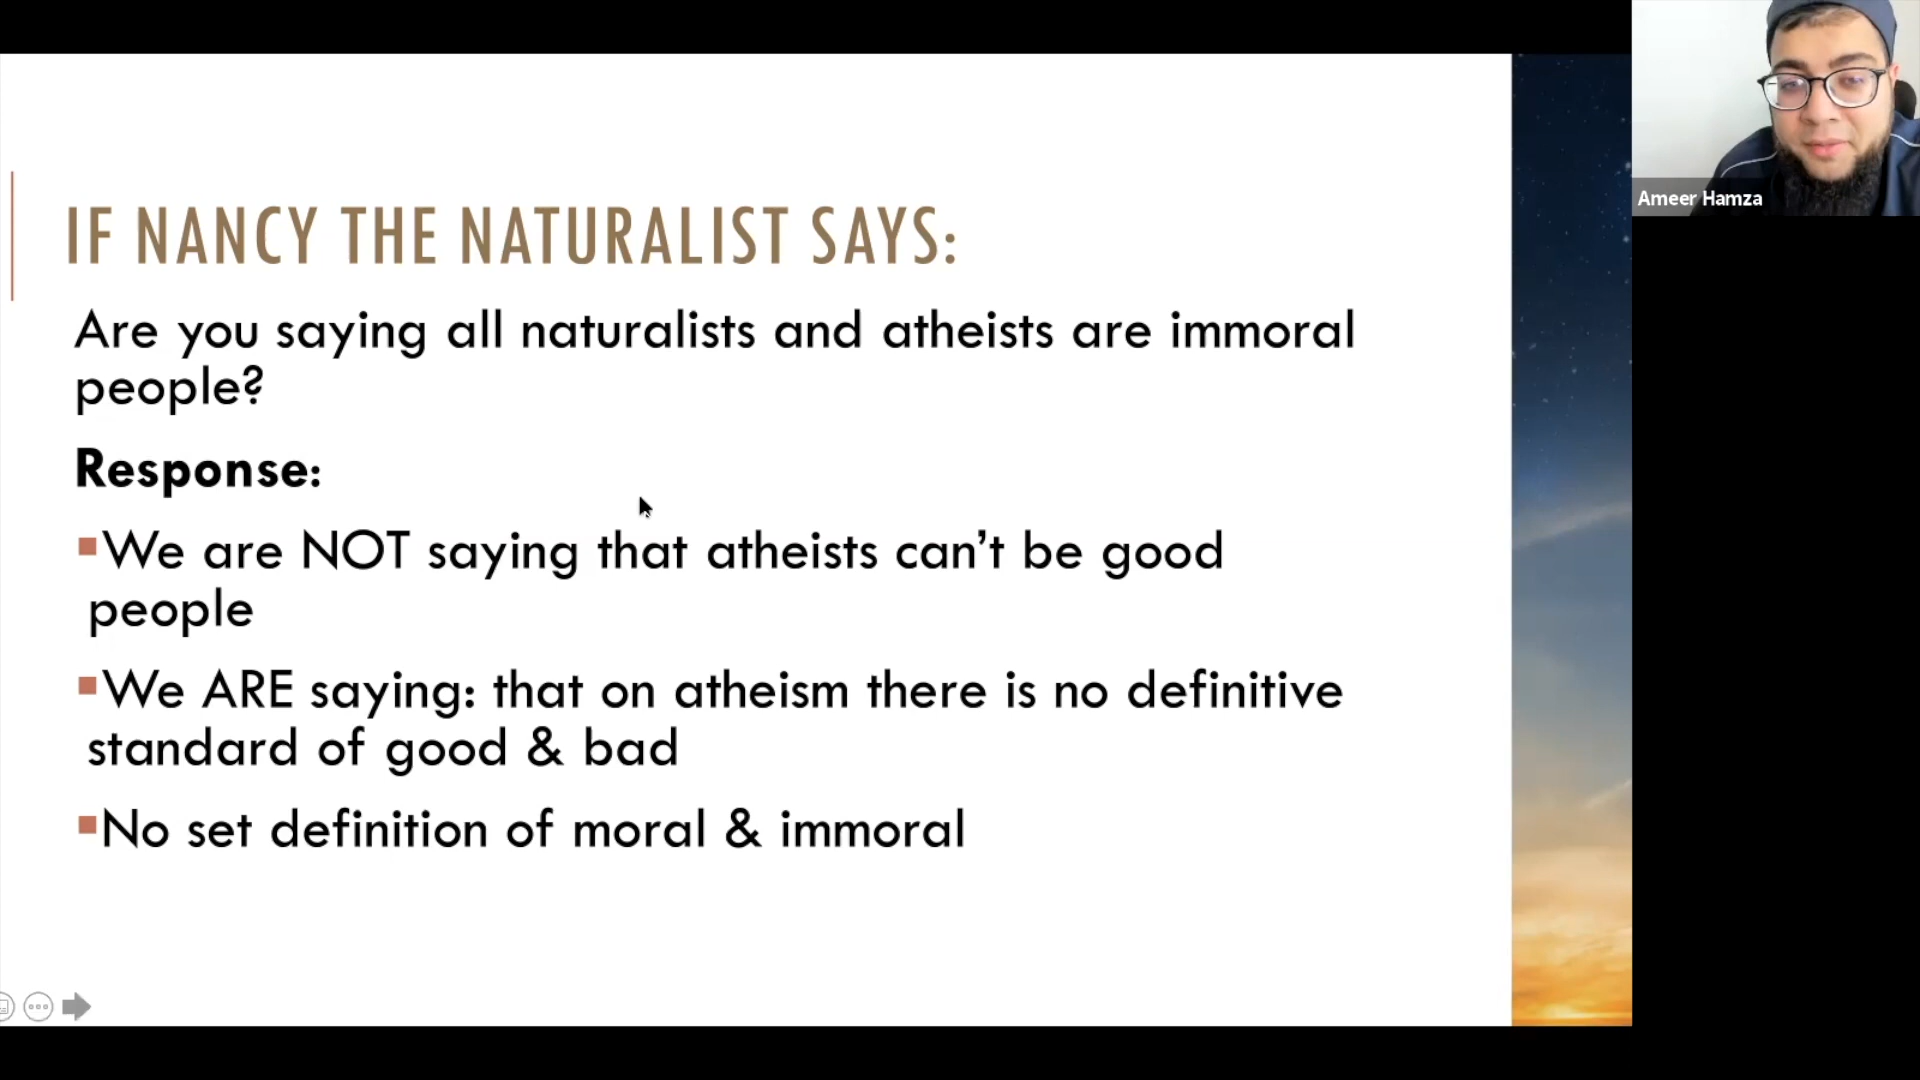 IF NANCY THE NATURALIST SAYS:
Are you saying all naturalists and atheists are immoral
people?
Response:
▪We are NOT saying that atheists can’t be good
people
▪We ARE saying: that on atheism there is no definitive
standard of good & bad
▪No set definition of moral & immoral
Ameer Hamza